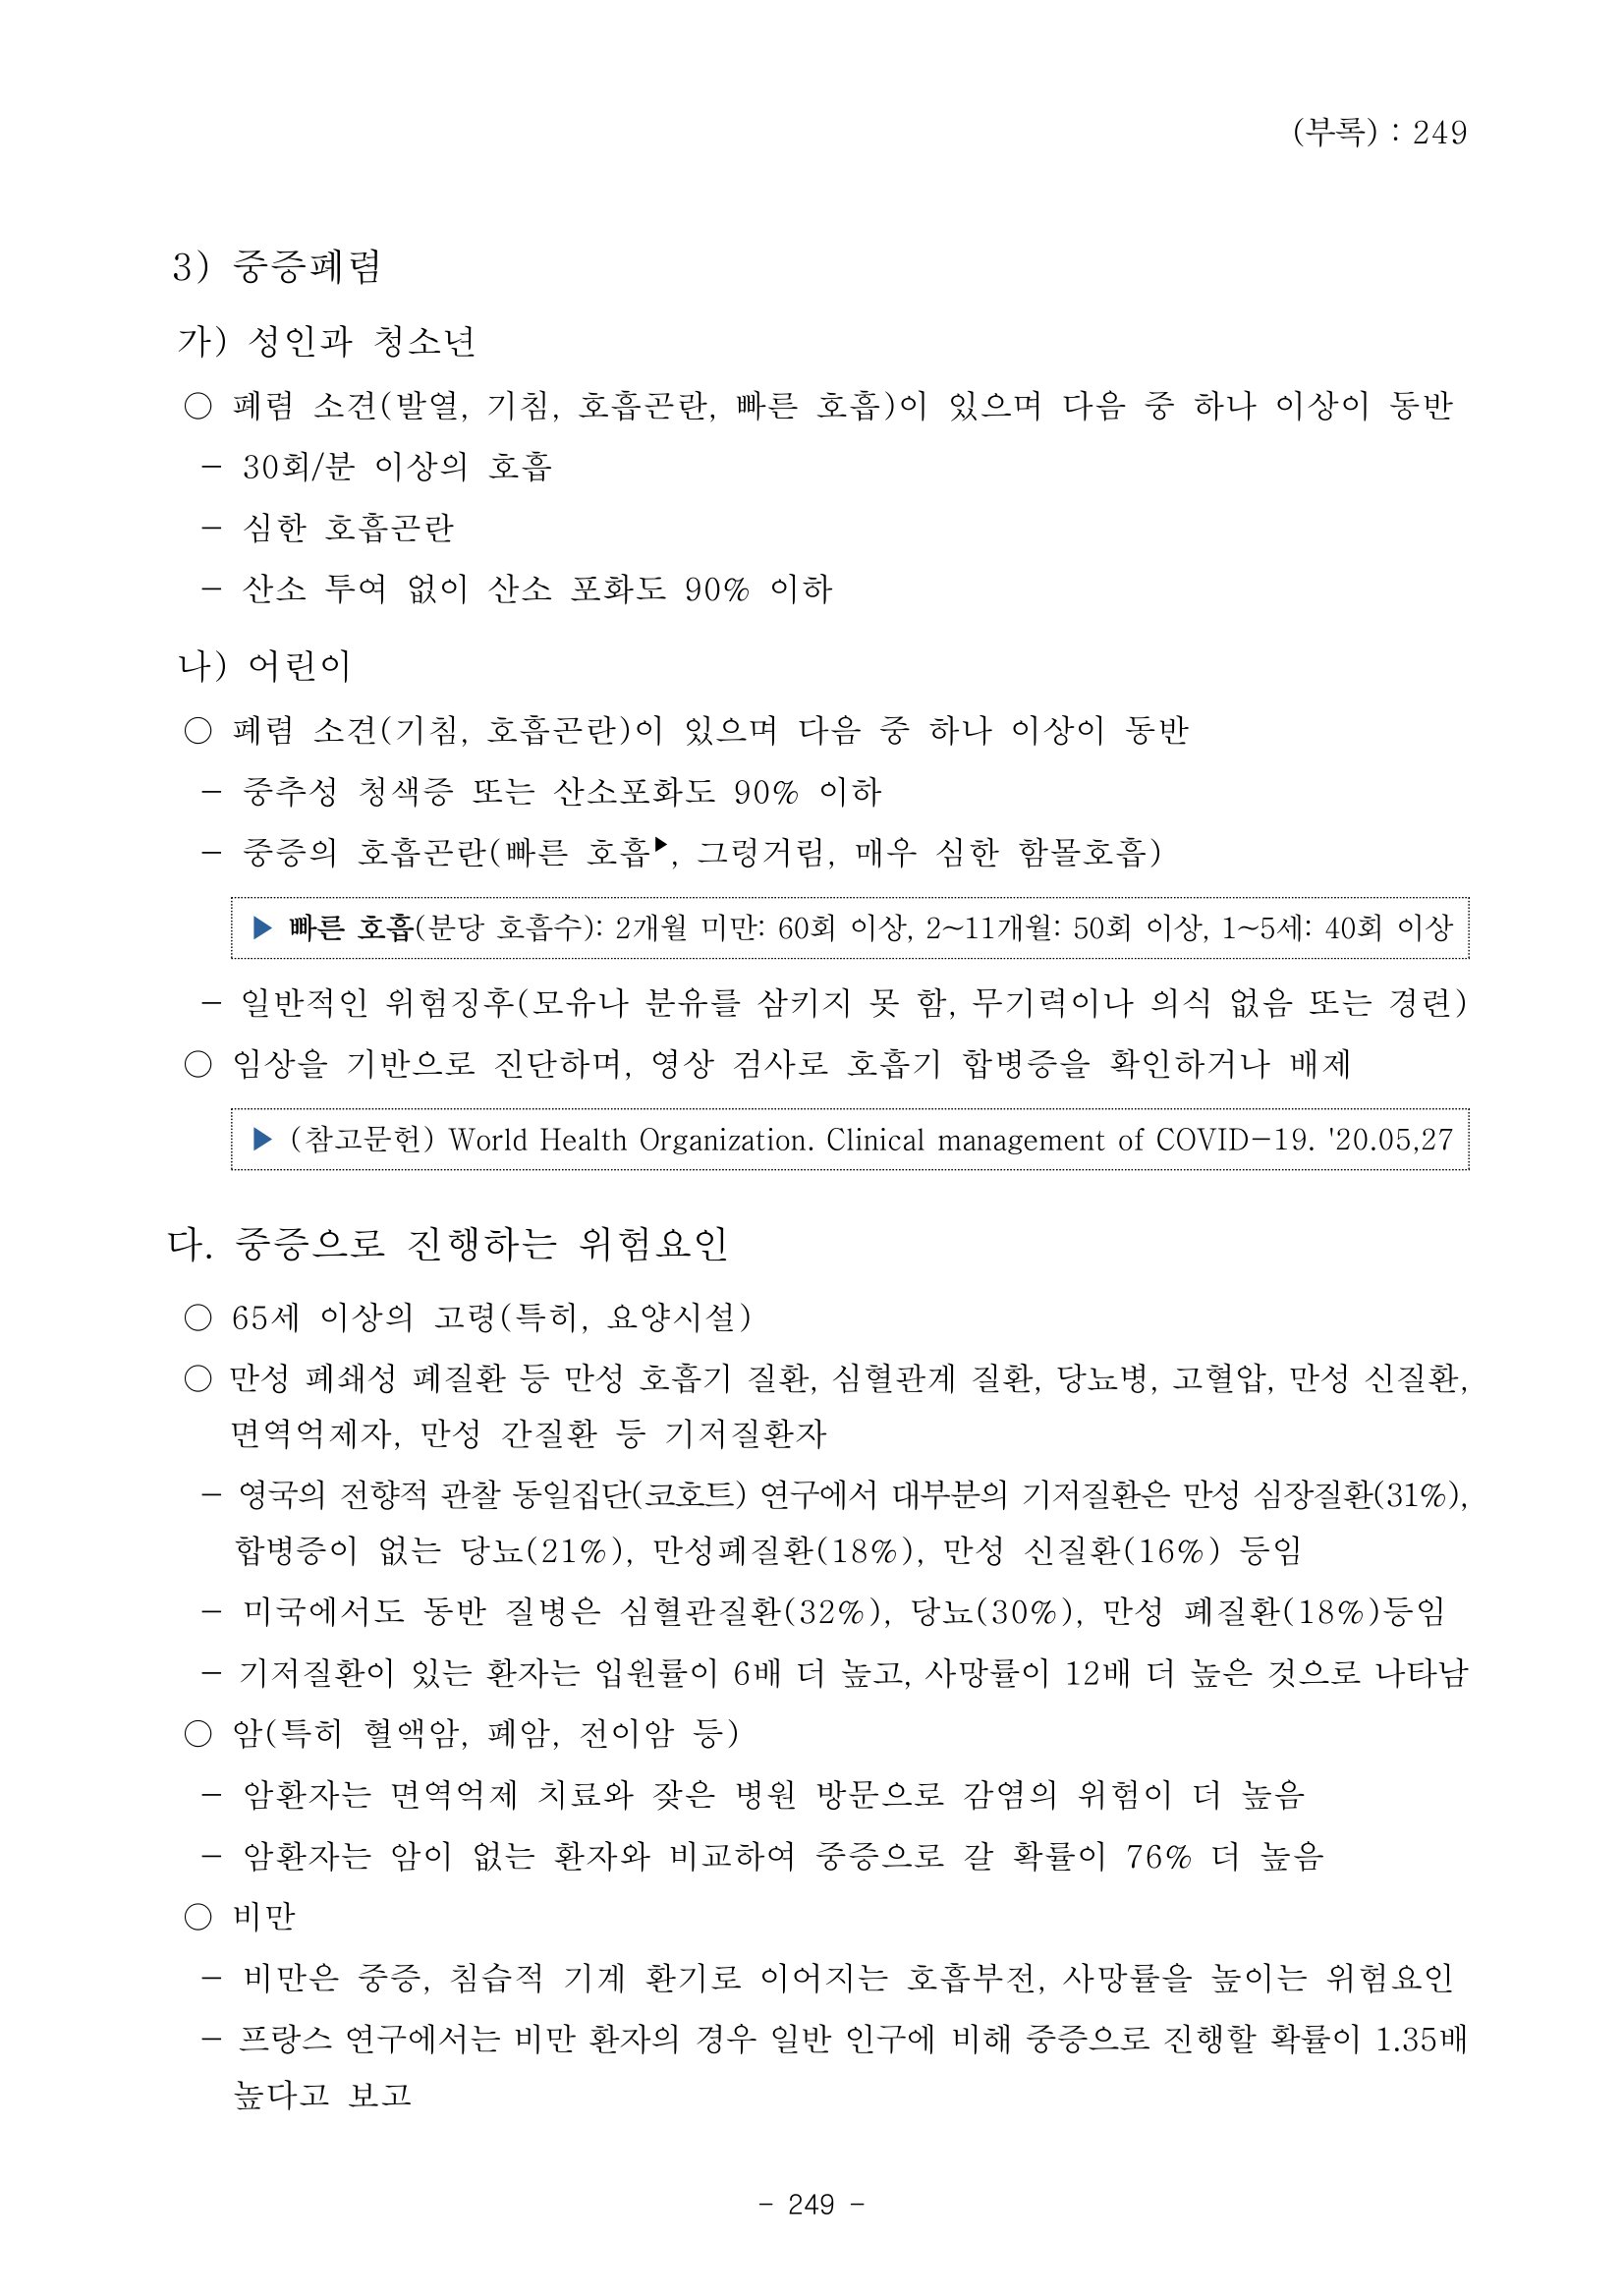 (부록) : 249
3) 중증폐렴
가) 성인과 청소년
○ 폐렴 소견(발열, 기침, 호흡곤란, 빠른 호흡)이 있으며 다음 중 하나 이상이 동반
- 30회/분 이상의 호흡
- 심한 호흡곤란
- 산소 투여 없이 산소 포화도 90% 이하
나) 어린이
○ 폐렴 소견(기침, 호흡곤란)이 있으며 다음 중 하나 이상이 동반
- 중추성 청색증 또는 산소포화도 90% 이하
- 중증의 호흡곤란(빠른 호흡▶, 그렁거림, 매우 심한 함몰호흡)
▶ 빠른 호흡(분당 호흡수): 2개월 미만: 60회 이상, 2~11개월: 50회 이상, 1~5세: 40회 이상
- 일반적인 위험징후(모유나 분유를 삼키지 못 함, 무기력이나 의식 없음 또는 경련)
○ 임상을 기반으로 진단하며, 영상 검사로 호흡기 합병증을 확인하거나 배제
▶ (참고문헌) World Health Organization. Clinical management of COVID-19. '20.05,27
다. 중증으로 진행하는 위험요인
○ 65세 이상의 고령(특히, 요양시설)
○ 만성 폐쇄성 폐질환 등 만성 호흡기 질환, 심혈관계 질환, 당뇨병, 고혈압, 만성 신질환,
면역억제자, 만성 간질환 등 기저질환자
- 영국의 전향적 관찰 동일집단(코호트) 연구에서 대부분의 기저질환은 만성 심장질환(31%),
합병증이 없는 당뇨(21%), 만성폐질환(18%), 만성 신질환(16%) 등임
- 미국에서도 동반 질병은 심혈관질환(32%), 당뇨(30%), 만성 폐질환(18%)등임
- 기저질환이 있는 환자는 입원률이 6배 더 높고, 사망률이 12배 더 높은 것으로 나타남
○ 암(특히 혈액암, 폐암, 전이암 등)
- 암환자는 면역억제 치료와 잦은 병원 방문으로 감염의 위험이 더 높음
- 암환자는 암이 없는 환자와 비교하여 중증으로 갈 확률이 76% 더 높음
○ 비만
- 비만은 중증, 침습적 기계 환기로 이어지는 호흡부전, 사망률을 높이는 위험요인
- 프랑스 연구에서는 비만 환자의 경우 일반 인구에 비해 중증으로 진행할 확률이 1.35배
높다고 보고
- 249 -